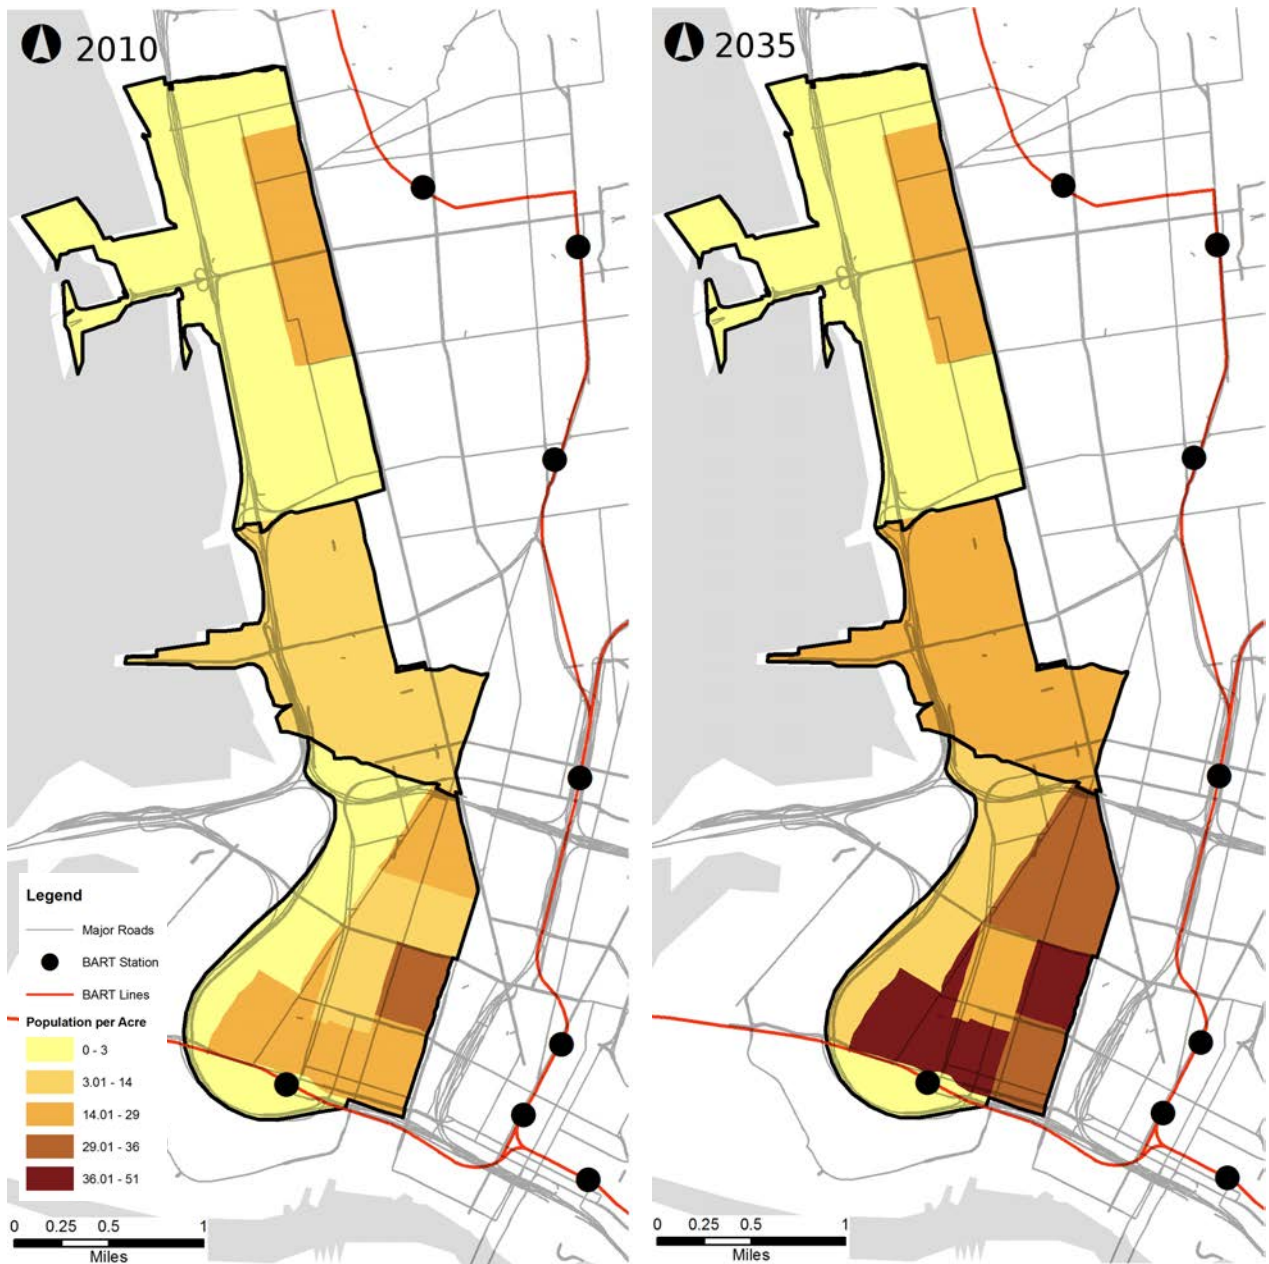 2010
2035
Legend
Major Roads
BART Station
BART Lines
Population per Acre
0 - 3
3.01 - 14
14.01 - 29
29.01 - 36
36.01 - 51
0 0.25 0.5 1
Miles
0 0.25 0.5 1
Miles